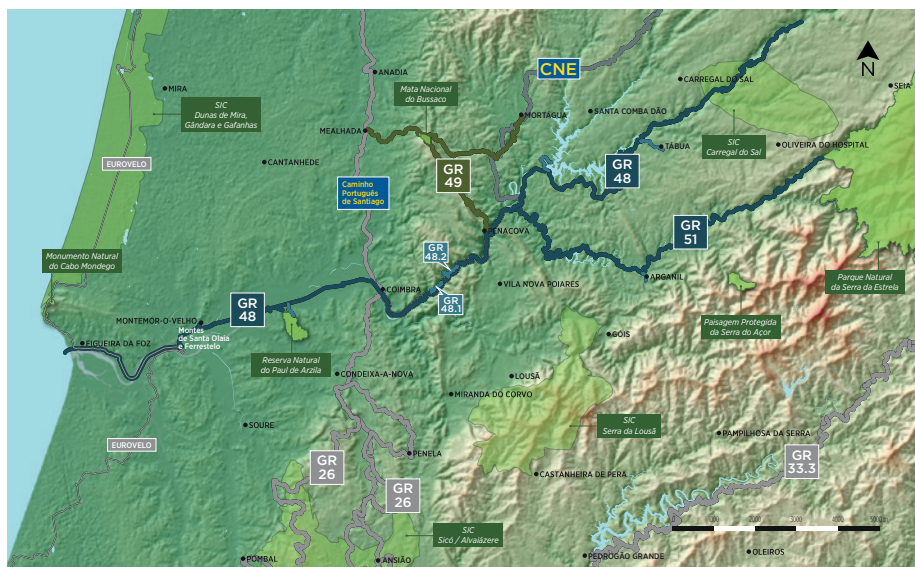 CNE
N
ANADIA
MIRA
CARREGAL DO SAL
SEIA
Mata Nacional
do Bussaco
SIC
Dunas de Mira,
Gândara e Gafanhas
MORTÁGUA
SANTA COMBA DÃO
MEALHADA
SIC
Carregal do Sal
TÁBUA
OLIVEIRA DO HOSPITAL
EUROVELO
CANTANHEDE
GR
49
GR
48
Caminho
Português
de Santiago
PENACOVA
GR
51
Monumento Natural
do Cabo Mondego
GR
48.2
GR
48.1
ARGANIL
Parque Natural
da Serra da Estrela
COIMBRA
VILA NOVA POIARES
GR
48
MONTEMOR-O-VELHO
Montes
de Santa Olaia
e Ferrestelo
Paisagem Protegida
da Serra do Açor
GÓIS
FIGUEIRA DA FOZ
Reserva Natural
do Paul de Arzila
CONDEIXA-A-NOVA
LOUSÃ
MIRANDA DO CORVO
SOURE
SIC
Serra da Lousã
PAMPILHOSA DA SERRA
EUROVELO
PENELA
GR
26
GR
33.3
CASTANHEIRA DE PERA
GR
26
SIC
Sicó / Alvaiázere
POMBAL
ANSIÃO
PEDROGÃO GRANDE
OLEIROS